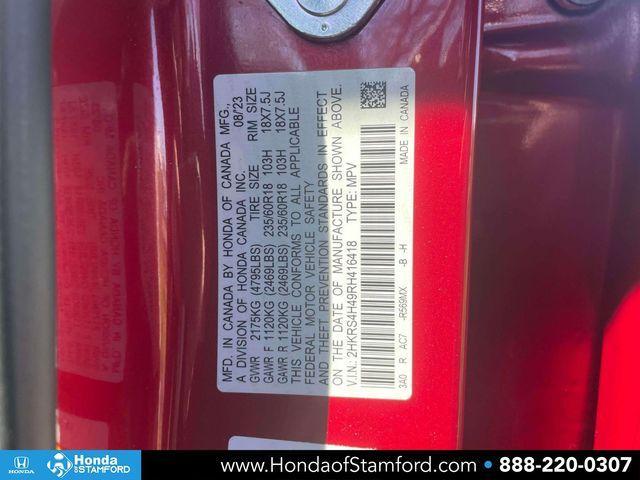 MFD. IN CANADA BY HONDA OF CANADA MFG.,
A DIVISION OF HONDA CANADA INC. 08/23
GVWR 2175KG (4795LBS) TIRE SIZE RIM SIZE
GAWR F 1120KG (2469LBS) 235/60R18 103H 18X7.5J
GAWR R 1120KG (2469LBS) 235/60R18 103H 18X7.5J
THIS VEHICLE CONFORMS TO ALL APPLICABLE
FEDERAL MOTOR VEHICLE SAFETY
AND THEFT PREVENTION STANDARDS IN EFFECT
ON THE DATE OF MANUFACTURE SHOWN ABOVE.
V.I.N: 2HKRS4H49RH416418 TYPE: MPV
3A0 R AC7 -R569MX -B -H MADE IN CANADA
HONDA
Honda
OF STAMFORD
www.HondaofStamford.com • 888-220-0307